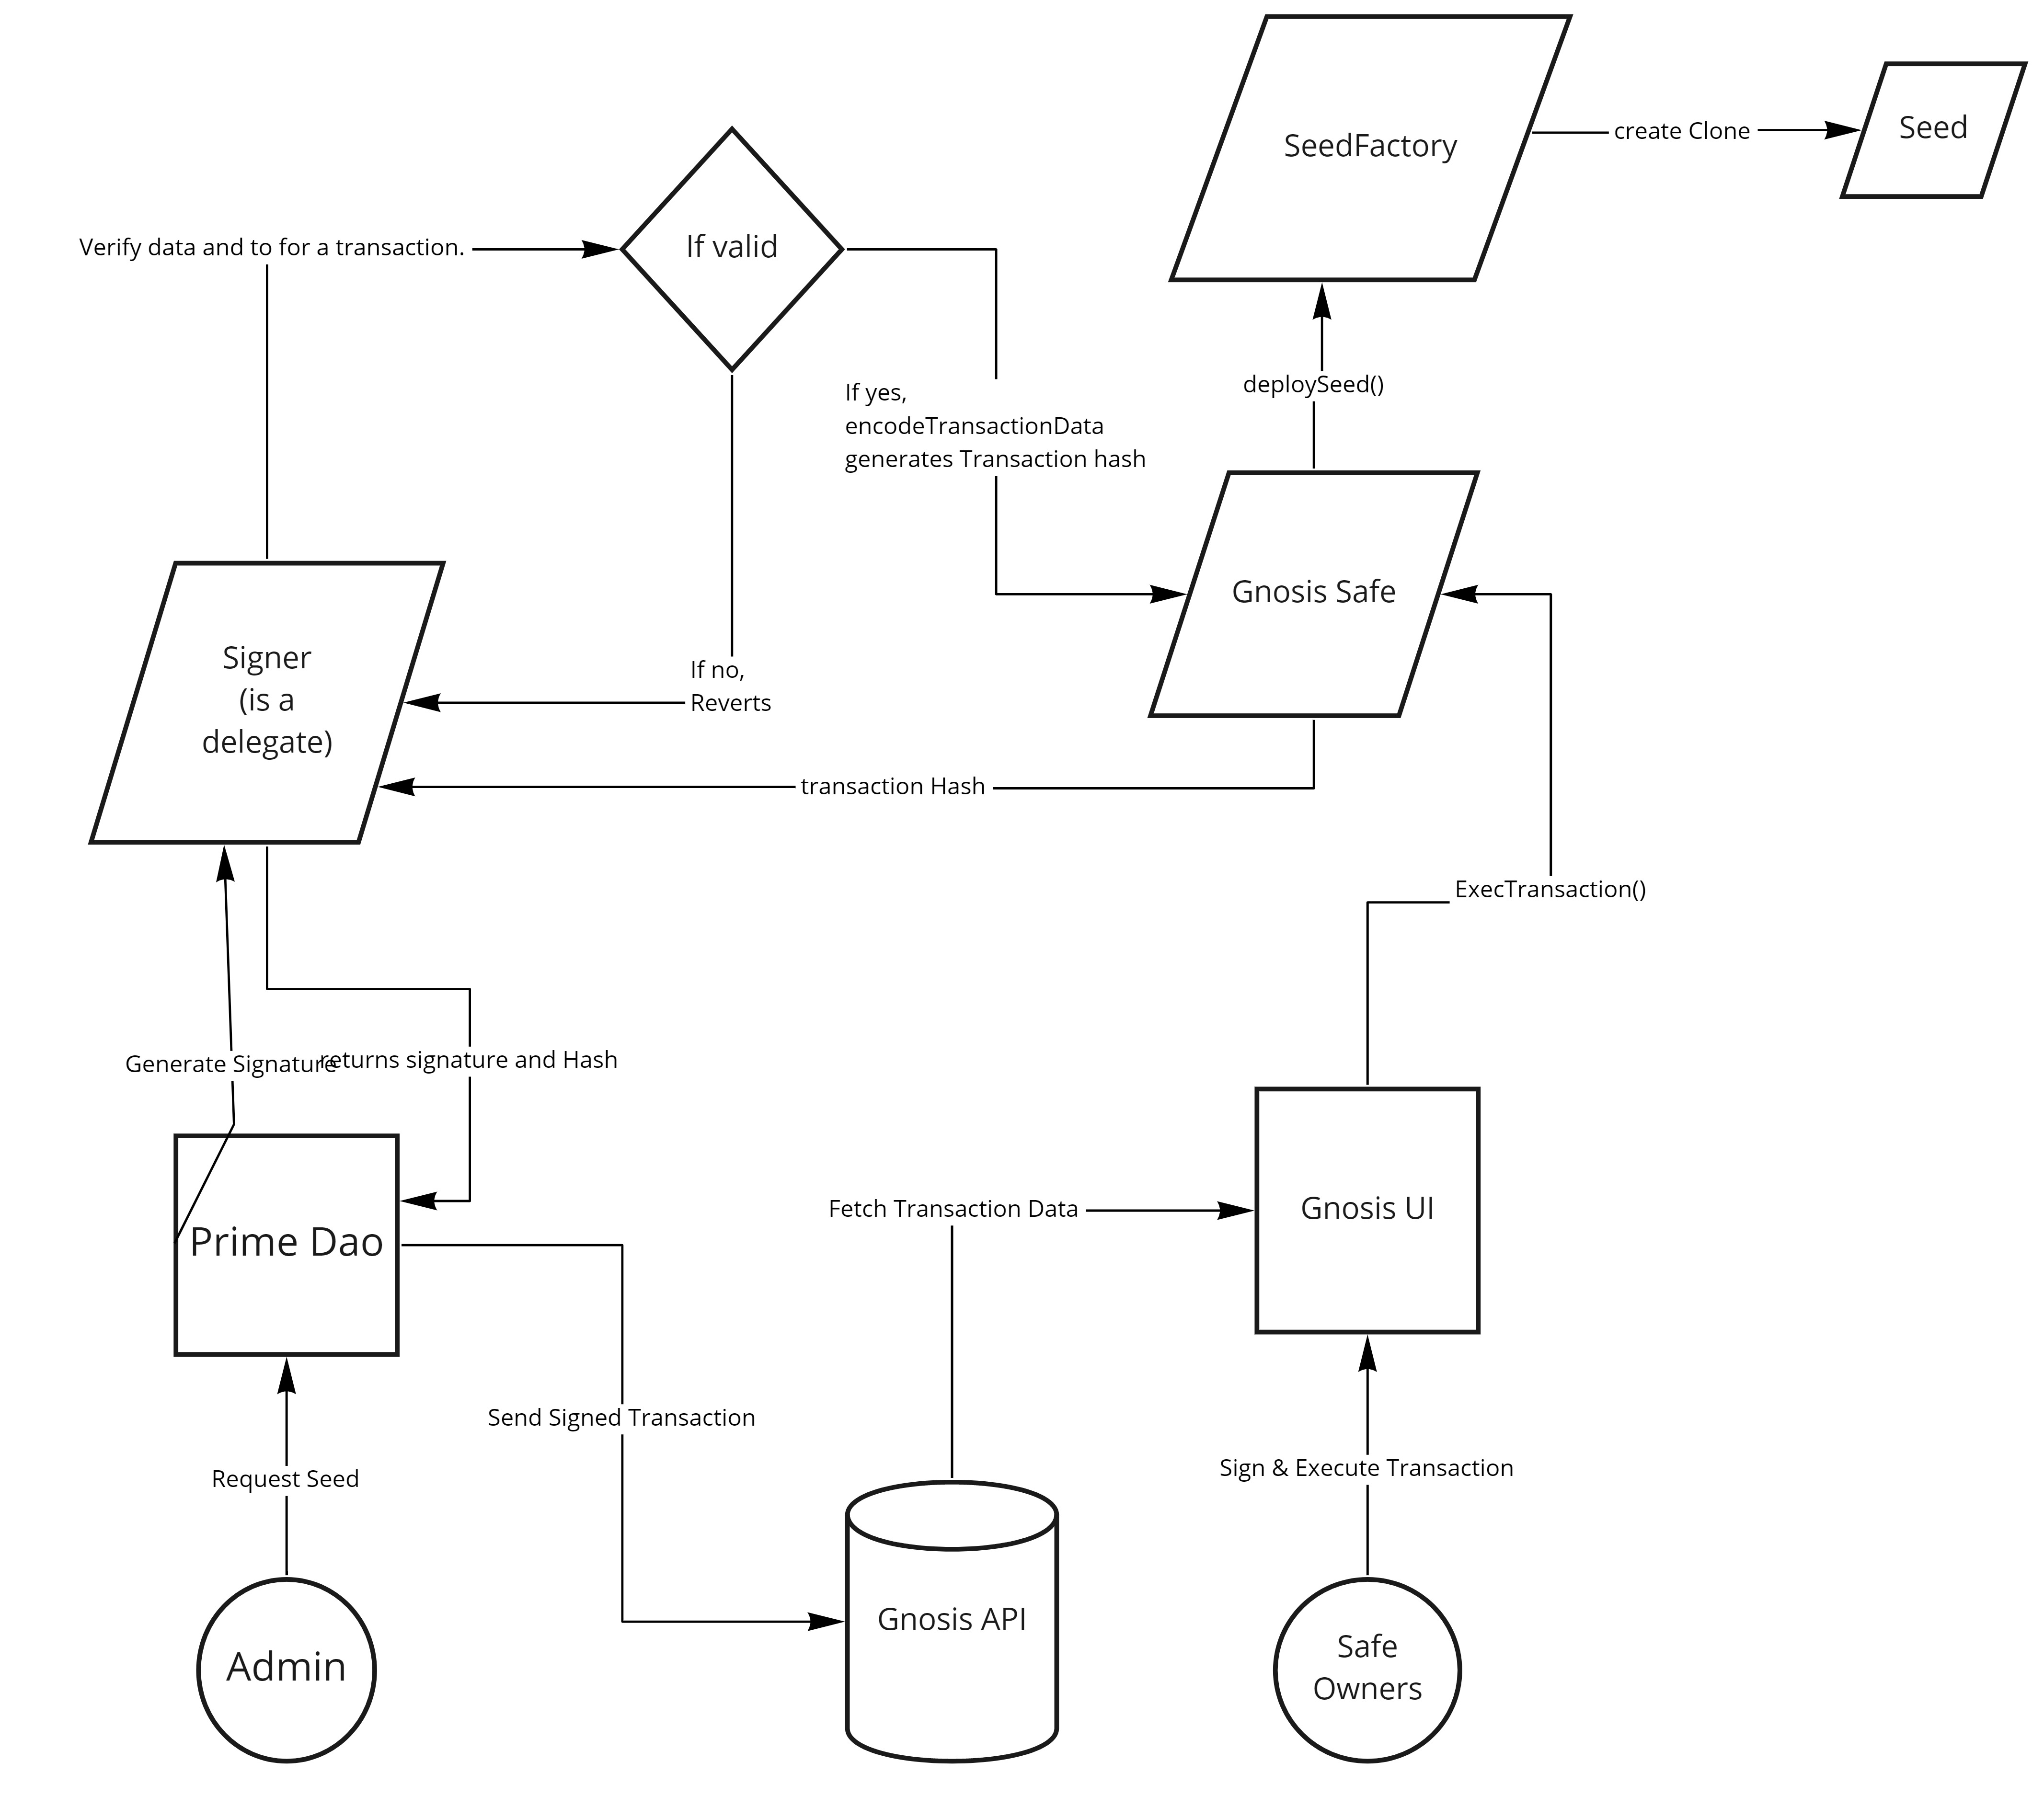 SeedFactory
create Clone
Seed
If valid
Verify data and to for a transaction.
If yes,
encodeTransactionData
generates Transaction hash
deploySeed()
Gnosis Safe
Signer
(is a
delegate)
If no,
Reverts
transaction Hash
ExecTransaction()
Generate Signature
returns signature and Hash
Prime Dao
Fetch Transaction Data
Gnosis UI
Send Signed Transaction
Request Seed
Sign & Execute Transaction
Admin
Gnosis API
Safe
Owners